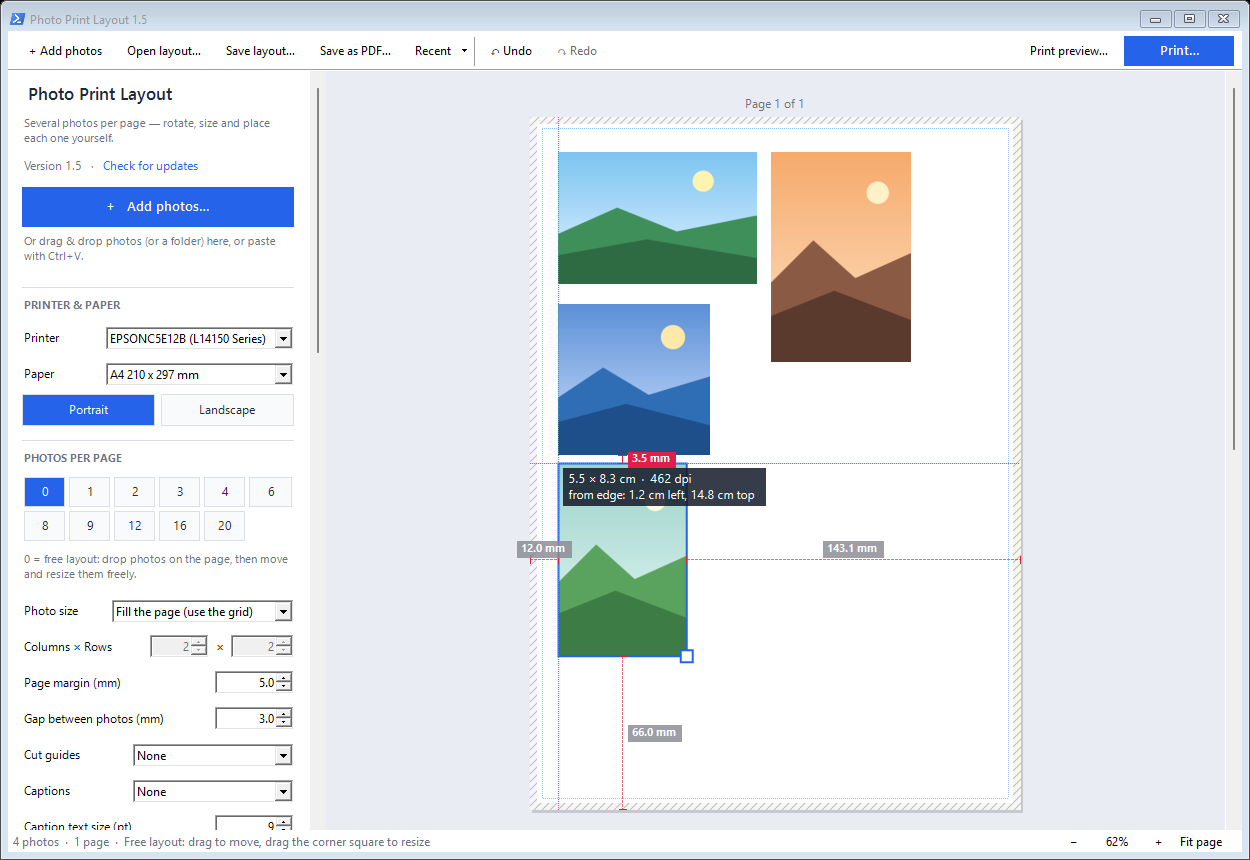 Photo Print Layout 1.5
+ Add photos Open layout... Save layout... Save as PDF... Recent Undo Redo Print preview... Print...
Photo Print Layout
Several photos per page — rotate, size and place
each one yourself.
Version 1.5 · Check for updates
+ Add photos...
Or drag & drop photos (or a folder) here, or paste
with Ctrl+V.
PRINTER & PAPER
Printer EPSONC5E12B (L14150 Series)
Paper A4 210 x 297 mm
Portrait Landscape
PHOTOS PER PAGE
0 1 2 3 4 6
8 9 12 16 20
0 = free layout: drop photos on the page, then move
and resize them freely.
Photo size Fill the page (use the grid)
Columns × Rows 2 × 2
Page margin (mm) 5.0
Gap between photos (mm) 3.0
Cut guides None
Captions None
Caption text size (pt) 9
Page 1 of 1
3.5 mm
5.5 × 8.3 cm · 462 dpi
from edge: 1.2 cm left, 14.8 cm top
12.0 mm
143.1 mm
66.0 mm
4 photos · 1 page · Free layout: drag to move, drag the corner square to resize
− 62% + Fit page